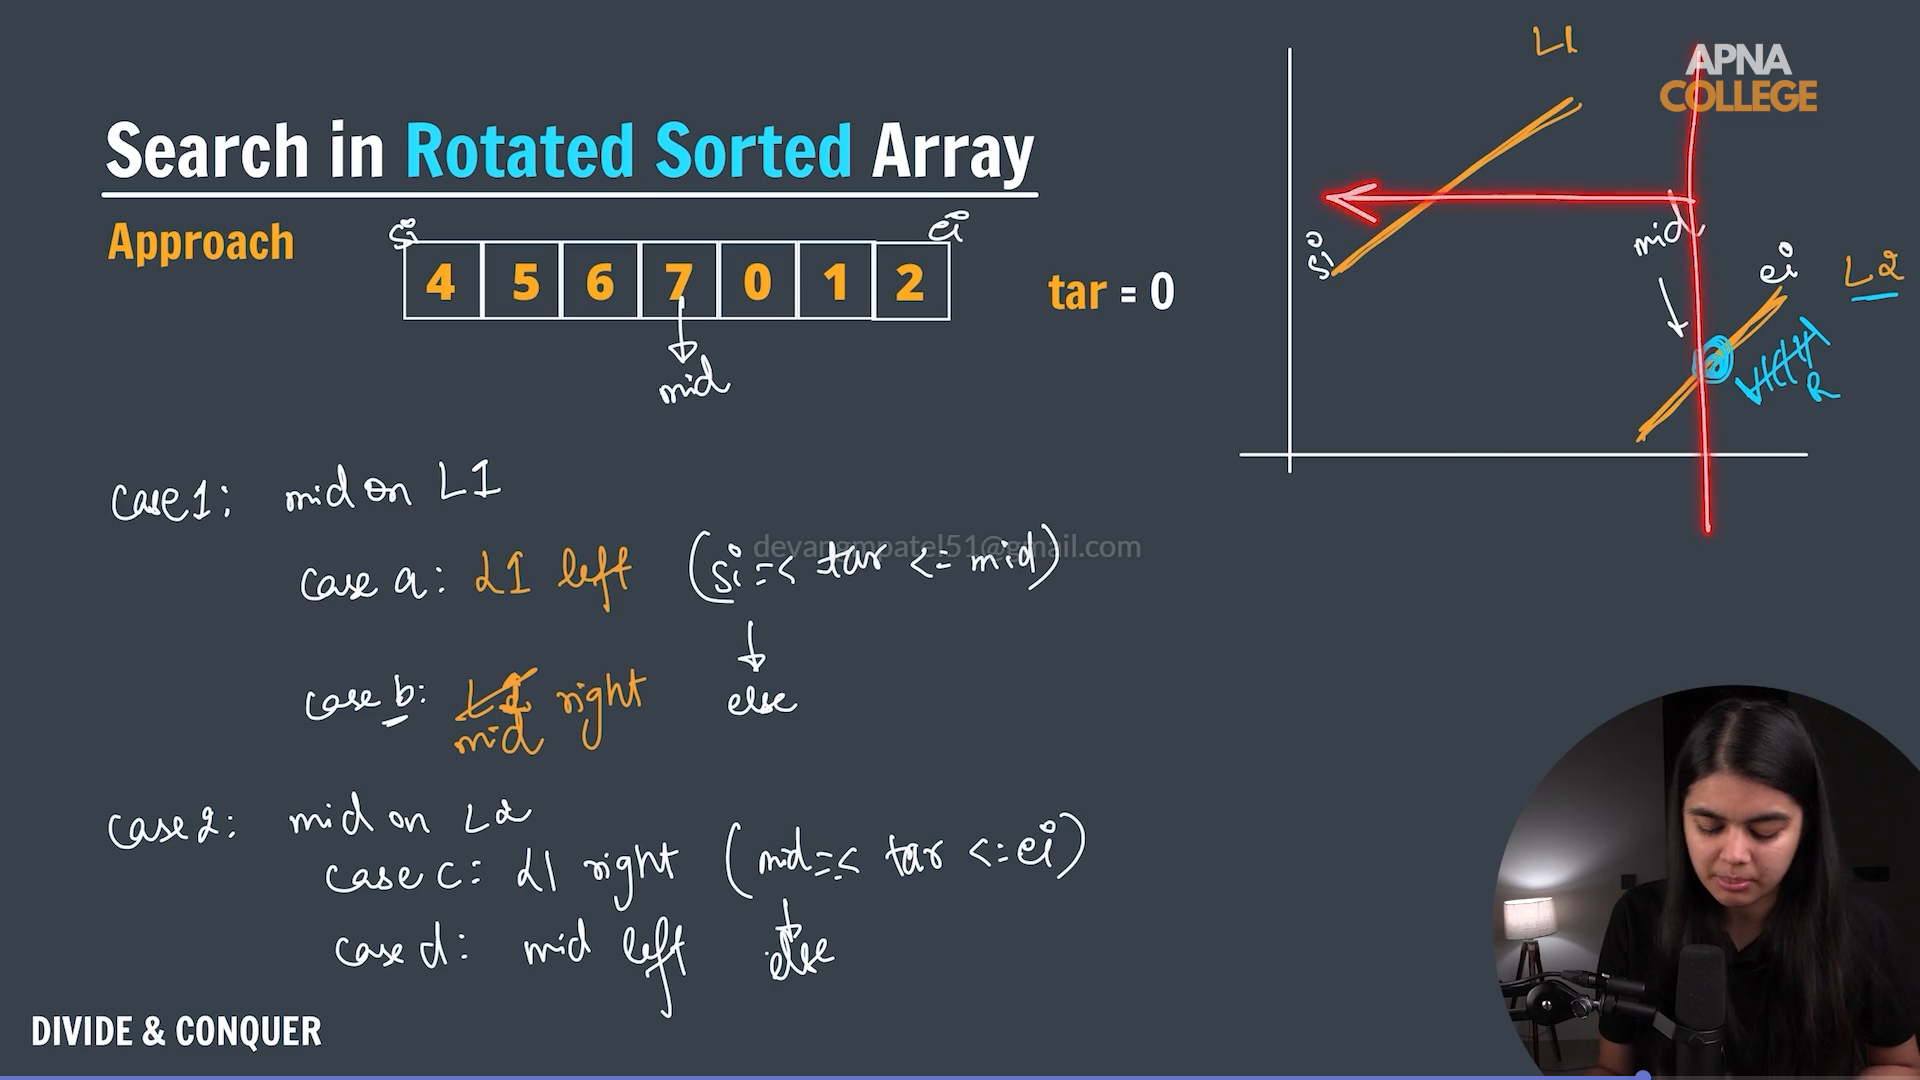 L1
APNA
COLLEGE
Search in Rotated Sorted Array
Approach
si
ei
4 5 6 7 0 1 2
tar = 0
mid
si
mid
ei
L2
R
case1: mid on L1
devangmpatel51@gmail.com
case a: L1 left (si =< tar <= mid)
case b: right else
mid
case2: mid on L2
case c: L1 right (mid =< tar <= ei)
case d: mid left else
DIVIDE & CONQUER